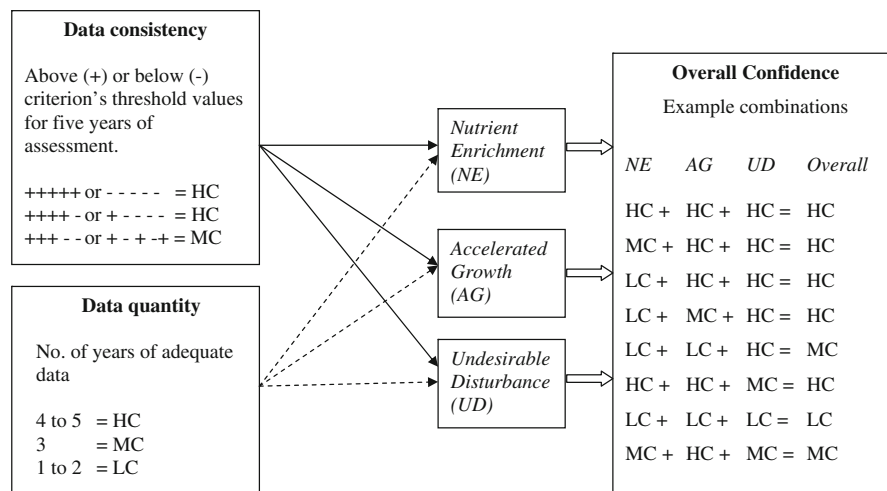 Data consistency
Above (+) or below (-)
criterion's threshold values
for five years of
assessment.
+++++ or - - - - - = HC
++++ - or + - - - - = HC
+++ - - or + - + -+ = MC
Data quantity
No. of years of adequate
data
4 to 5 = HC
3 = MC
1 to 2 = LC
Nutrient
Enrichment
(NE)
Accelerated
Growth
(AG)
Undesirable
Disturbance
(UD)
Overall Confidence
Example combinations
NE AG UD Overall
HC + HC + HC = HC
MC + HC + HC = HC
LC + HC + HC = HC
LC + MC + HC = HC
LC + LC + HC = MC
HC + HC + MC = HC
LC + LC + LC = LC
MC + HC + MC = MC